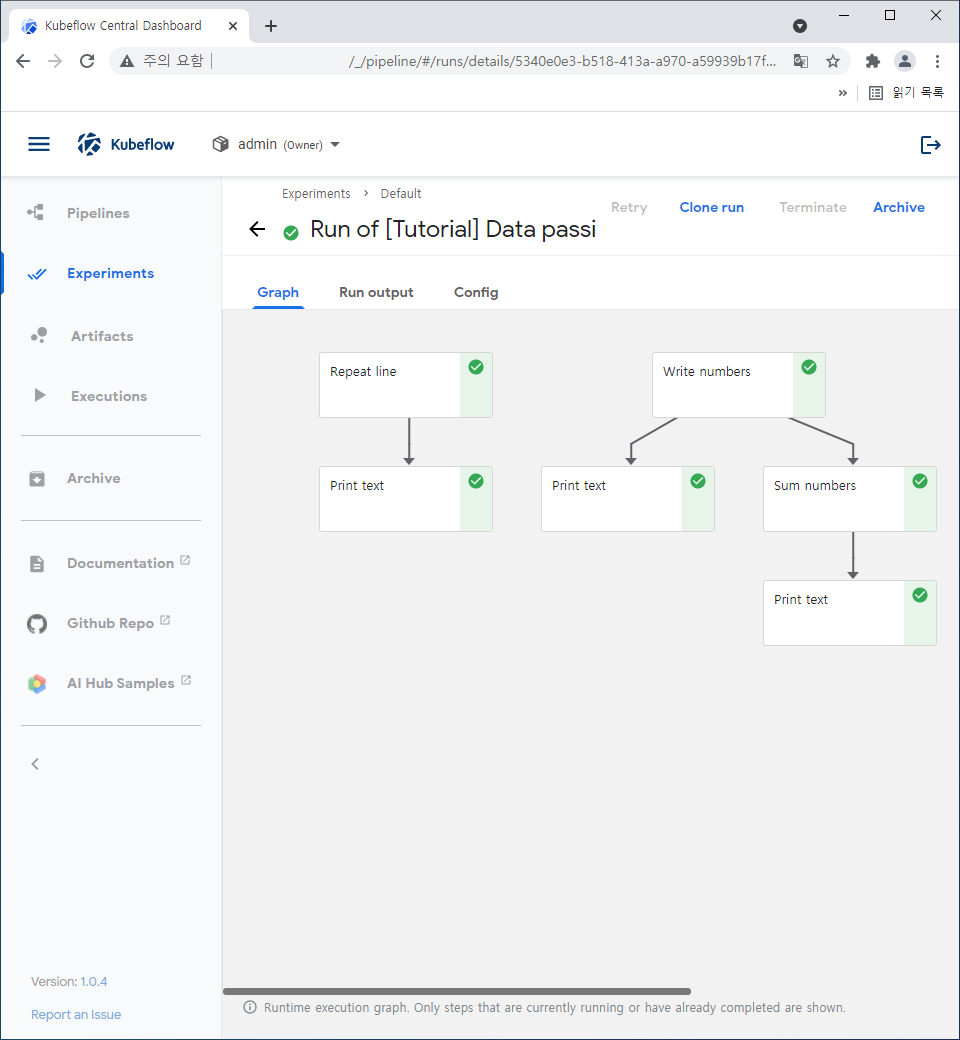 Kubeflow Central Dashboard
주의 요함
/_/pipeline/#/runs/details/5340e0e3-b518-413a-a970-a59939b17f...
»
읽기 목록
Kubeflow
admin (Owner)
Pipelines
Experiments
Artifacts
Executions
Archive
Documentation
Github Repo
AI Hub Samples
Version: 1.0.4
Report an Issue
Experiments > Default
Run of [Tutorial] Data passi
Retry Clone run Terminate Archive
Graph Run output Config
Repeat line Write numbers
Print text Print text Sum numbers
Print text
Runtime execution graph. Only steps that are currently running or have already completed are shown.